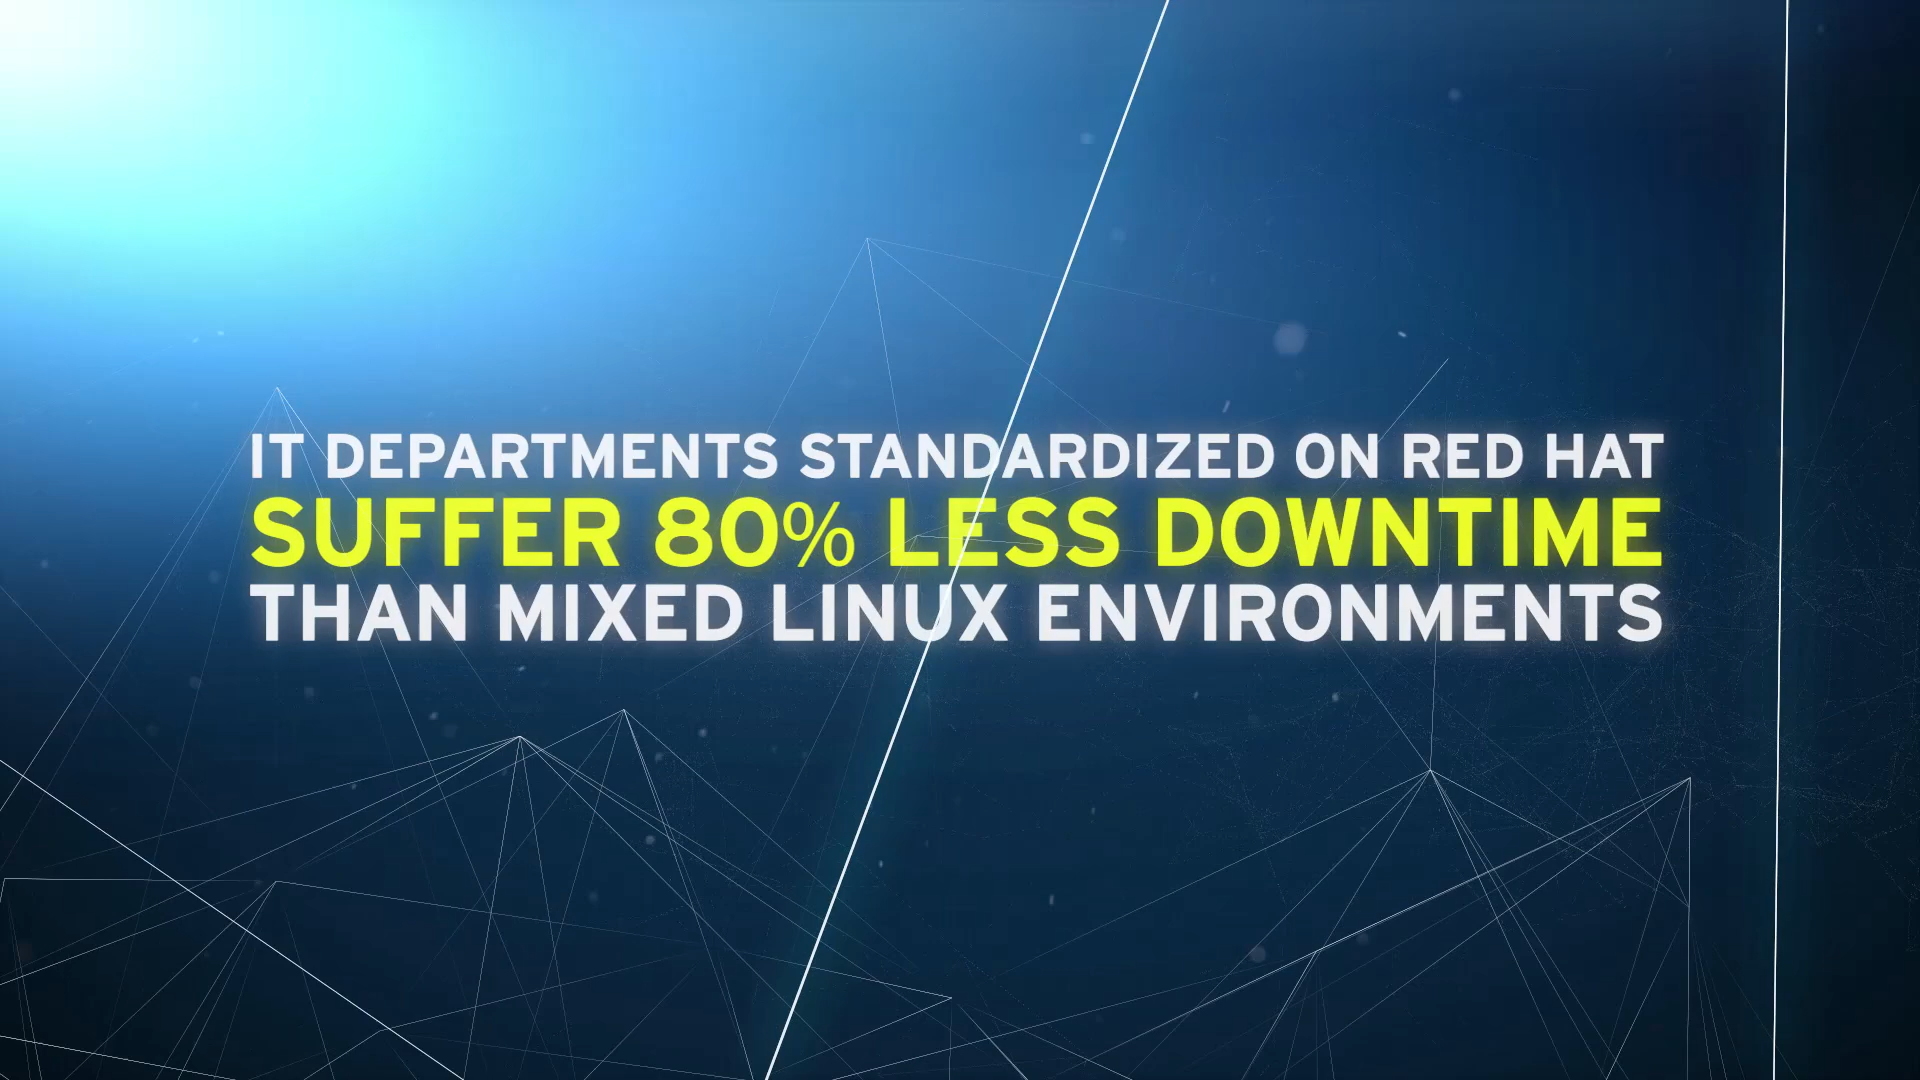 IT DEPARTMENTS STANDARDIZED ON RED HAT
SUFFER 80% LESS DOWNTIME
THAN MIXED LINUX ENVIRONMENTS